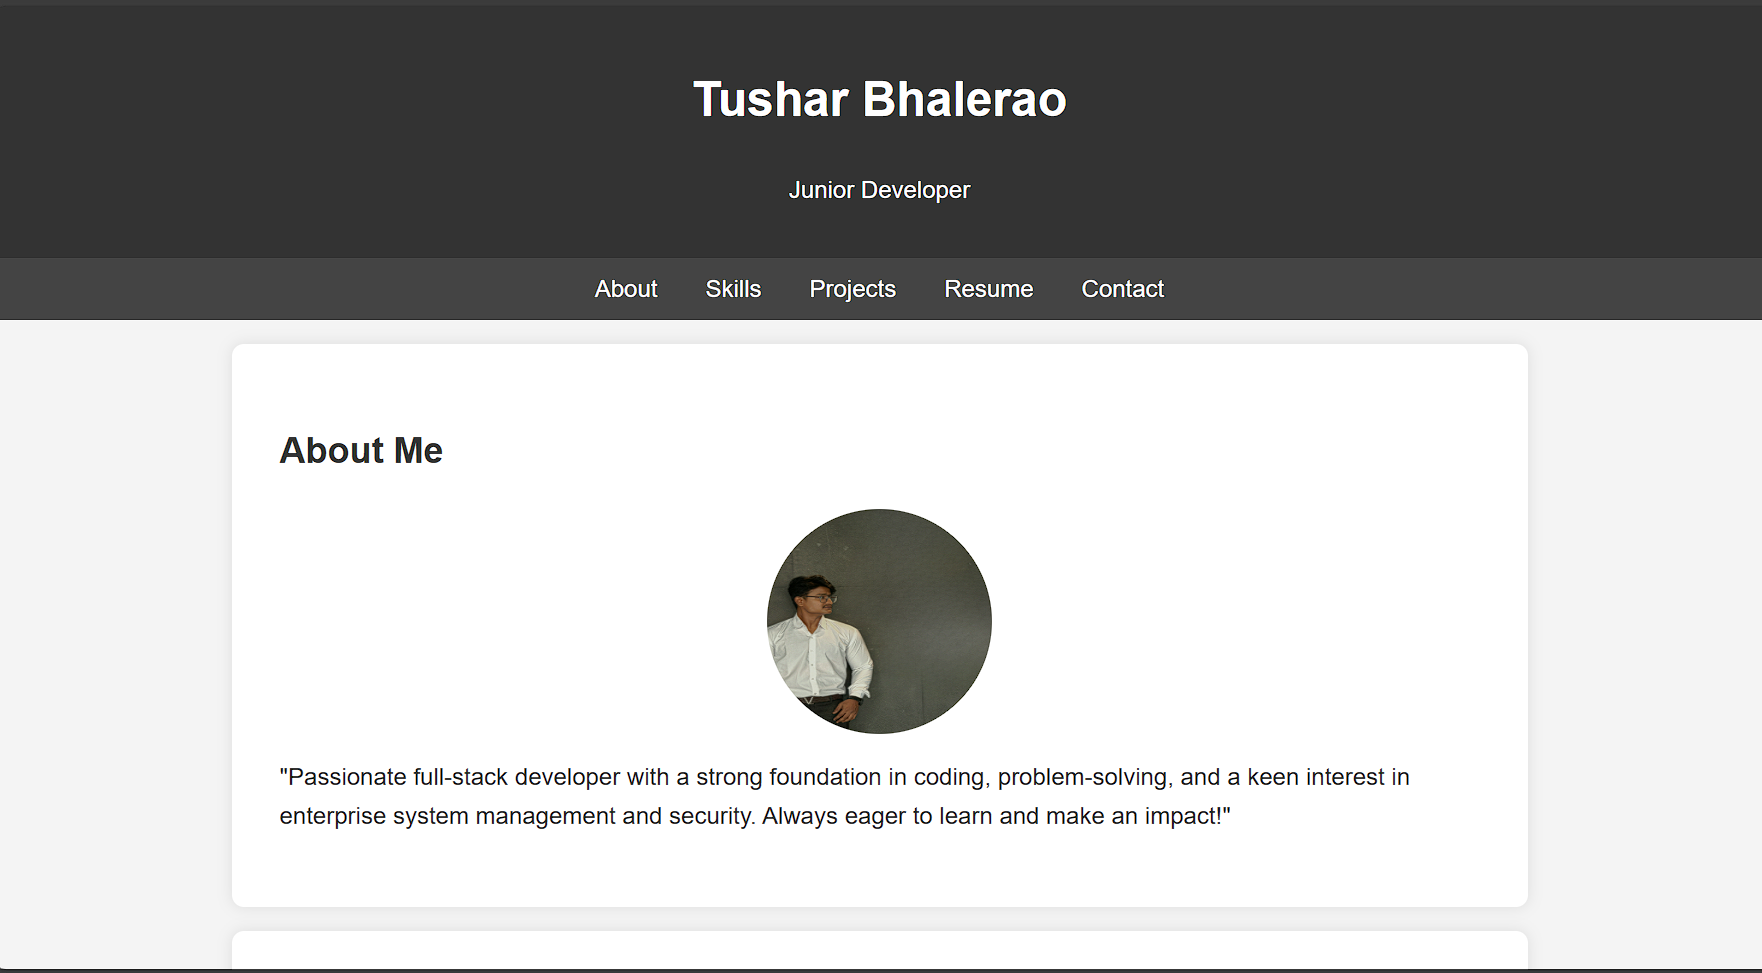 Tushar Bhalerao
Junior Developer
About Skills Projects Resume Contact
About Me
"Passionate full-stack developer with a strong foundation in coding, problem-solving, and a keen interest in
enterprise system management and security. Always eager to learn and make an impact!"